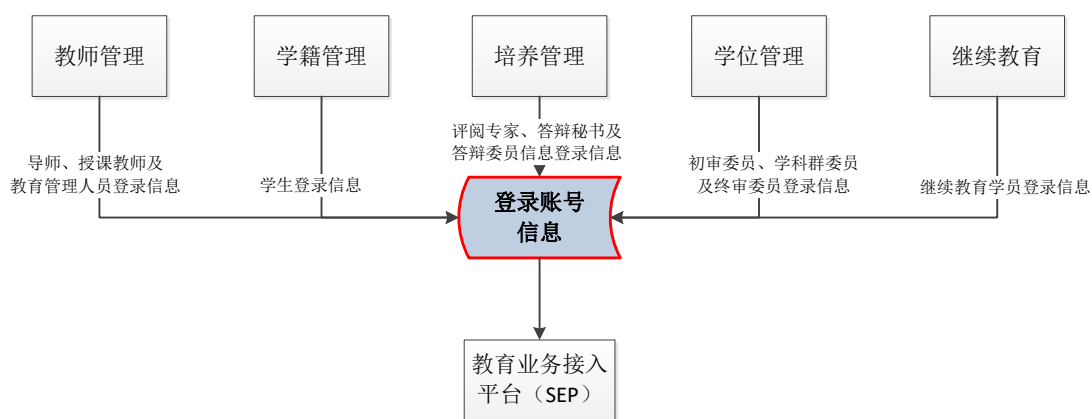 教师管理
学籍管理
培养管理
学位管理
继续教育
导师、授课教师及
教育管理人员登录信息
学生登录信息
评阅专家、答辩秘书及
答辩委员信息登录信息
初审委员、学科群委员
及终审委员登录信息
继续教育学员登录信息
登录账号
信息
教育业务接入
平台（SEP）